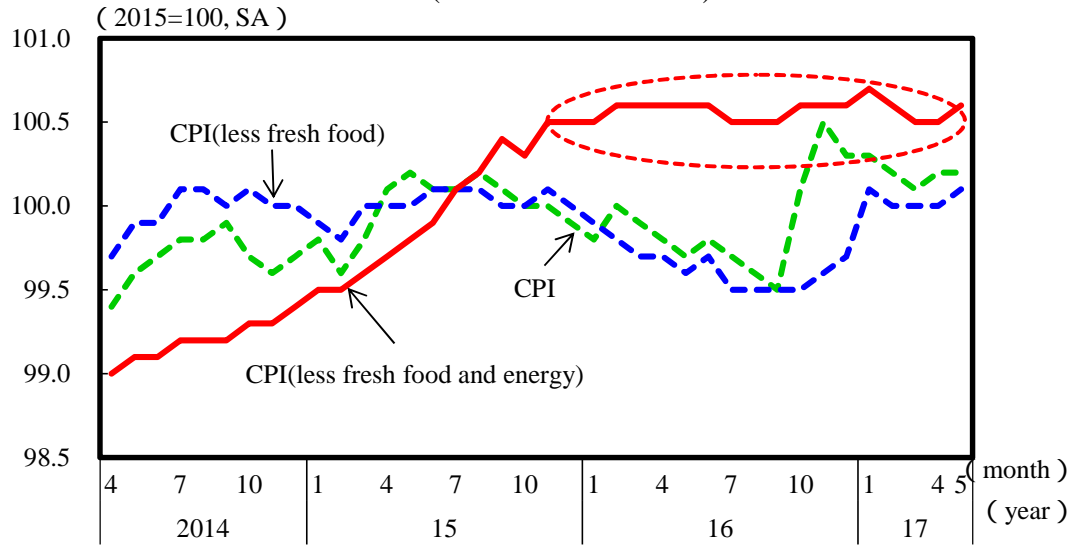 ( 2015=100, SA )
101.0
100.5
100.0
99.5
99.0
98.5
CPI(less fresh food)
CPI
CPI(less fresh food and energy)
4 7 10 1 4 7 10 1 4 7 10 1 4 5 ( month )
2014 15 16 17 ( year )